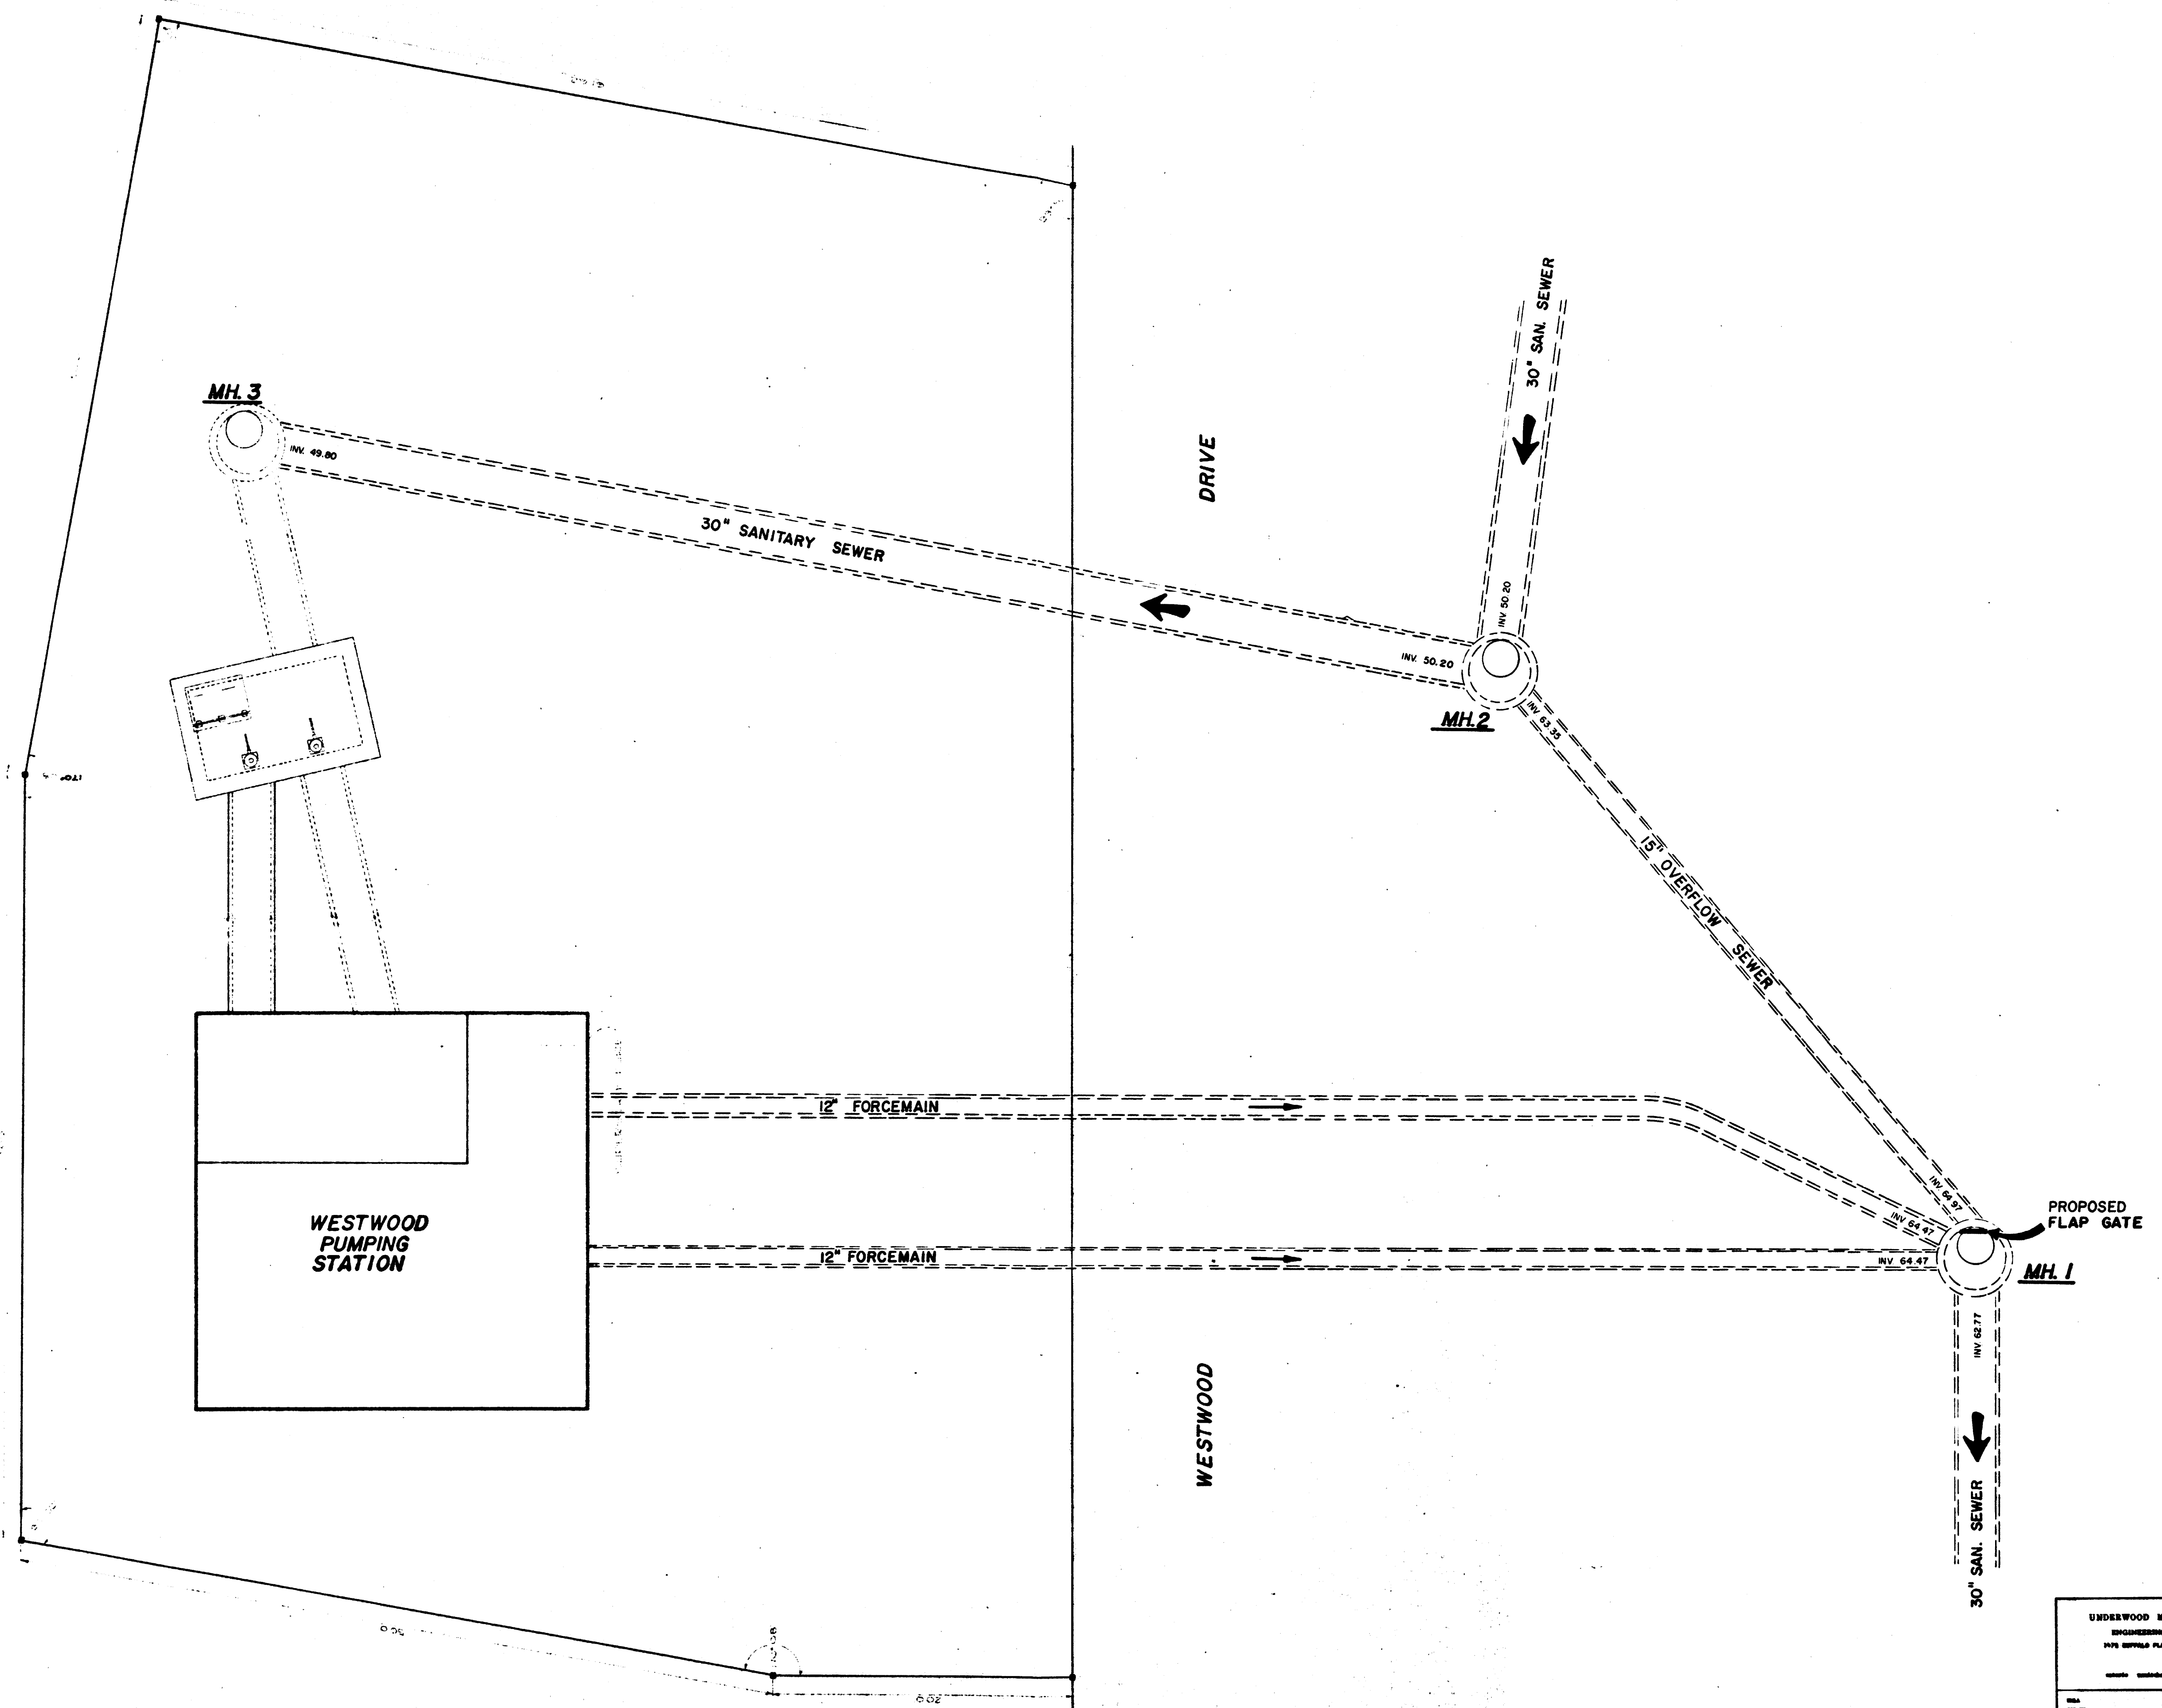 30" SAN. SEWER
MH. 3
INV. 49.80
DRIVE
30" SANITARY SEWER
INV 50.20
INV. 50.20
MH.2
INV 63.35
15" OVERFLOW SEWER
12" FORCEMAIN
INV 64.97
PROPOSED
FLAP GATE
INV 64.47
WESTWOOD
PUMPING
STATION
12" FORCEMAIN
INV 64.47
MH. 1
INV 62.77
WESTWOOD
30" SAN. SEWER
UNDERWOOD